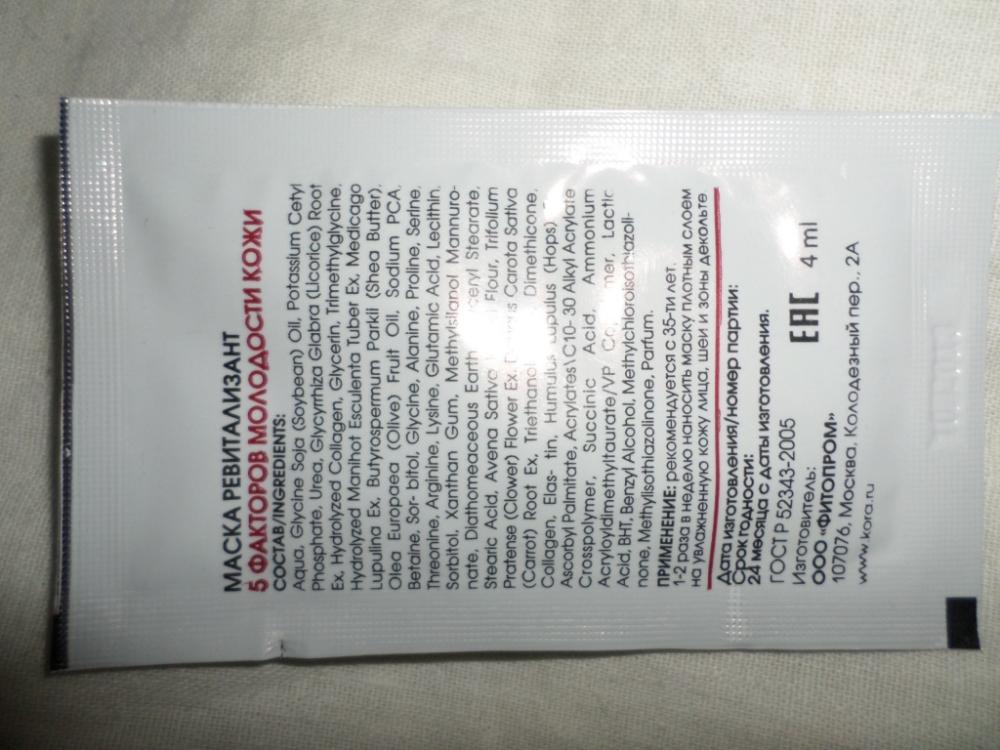 МАСКА РЕВИТАЛИЗАНТ
5 ФАКТОРОВ МОЛОДОСТИ КОЖИ
СОСТАВ/INGREDIENTS:
Aqua, Glycine Soja (Soybean) Oil, Potassium Cetyl
Phosphate, Urea, Glycyrrhiza Glabra (Licorice) Root
Ex, Hydrolyzed Collagen, Glycerin, Trimethylglycine,
Hydrolyzed Manihot Esculenta Tuber Ex, Medicago
Lupulina Ex, Butyrospermum Parkii (Shea Butter),
Olea Europaea (Olive) Fruit Oil, Sodium PCA,
Betaine, Sor- bitol, Glycine, Alanine, Proline, Serine,
Threonine, Arginine, Lysine, Glutamic Acid, Lecithin,
Sorbitol, Xanthan Gum, Methylsilanol Mannuro-
nate, Diathomeaceous Earth, Stearate,
Stearic Acid, Avena Sativa Flour, Trifolium
Pratense (Clower) Flower Ex, Carota Sativa
(Carrot) Root Ex, Dimethicone,
Collagen, Elas- tin, Humulus Lupulus (Hops)
Ascorbyl Palmitate, Acrylates\C10- 30 Alkyl Acrylate
Crosspolymer, Succinic Acid, Ammonium
Acryloyldimethyltaurate/VP Lactic
Acid, BHT, Benzyl Alcohol, Methylchloroisothiazoli-
none, Methylisothiazolinone, Parfum.
ПРИМЕНЕНИЕ: рекомендуется с 35-ти лет.
1-2 раза в неделю наносить маску плотным слоем
на увлажненную кожу лица, шеи и зоны декольте
Дата изготовления/номер партии:
Срок годности:
24 месяца с даты изготовления.
ГОСТ Р 52343-2005
Изготовитель:
ООО «ФИТОПРОМ»
EAC 4 ml
107076, Москва, Колодезный пер., 2А
www.kora.ru